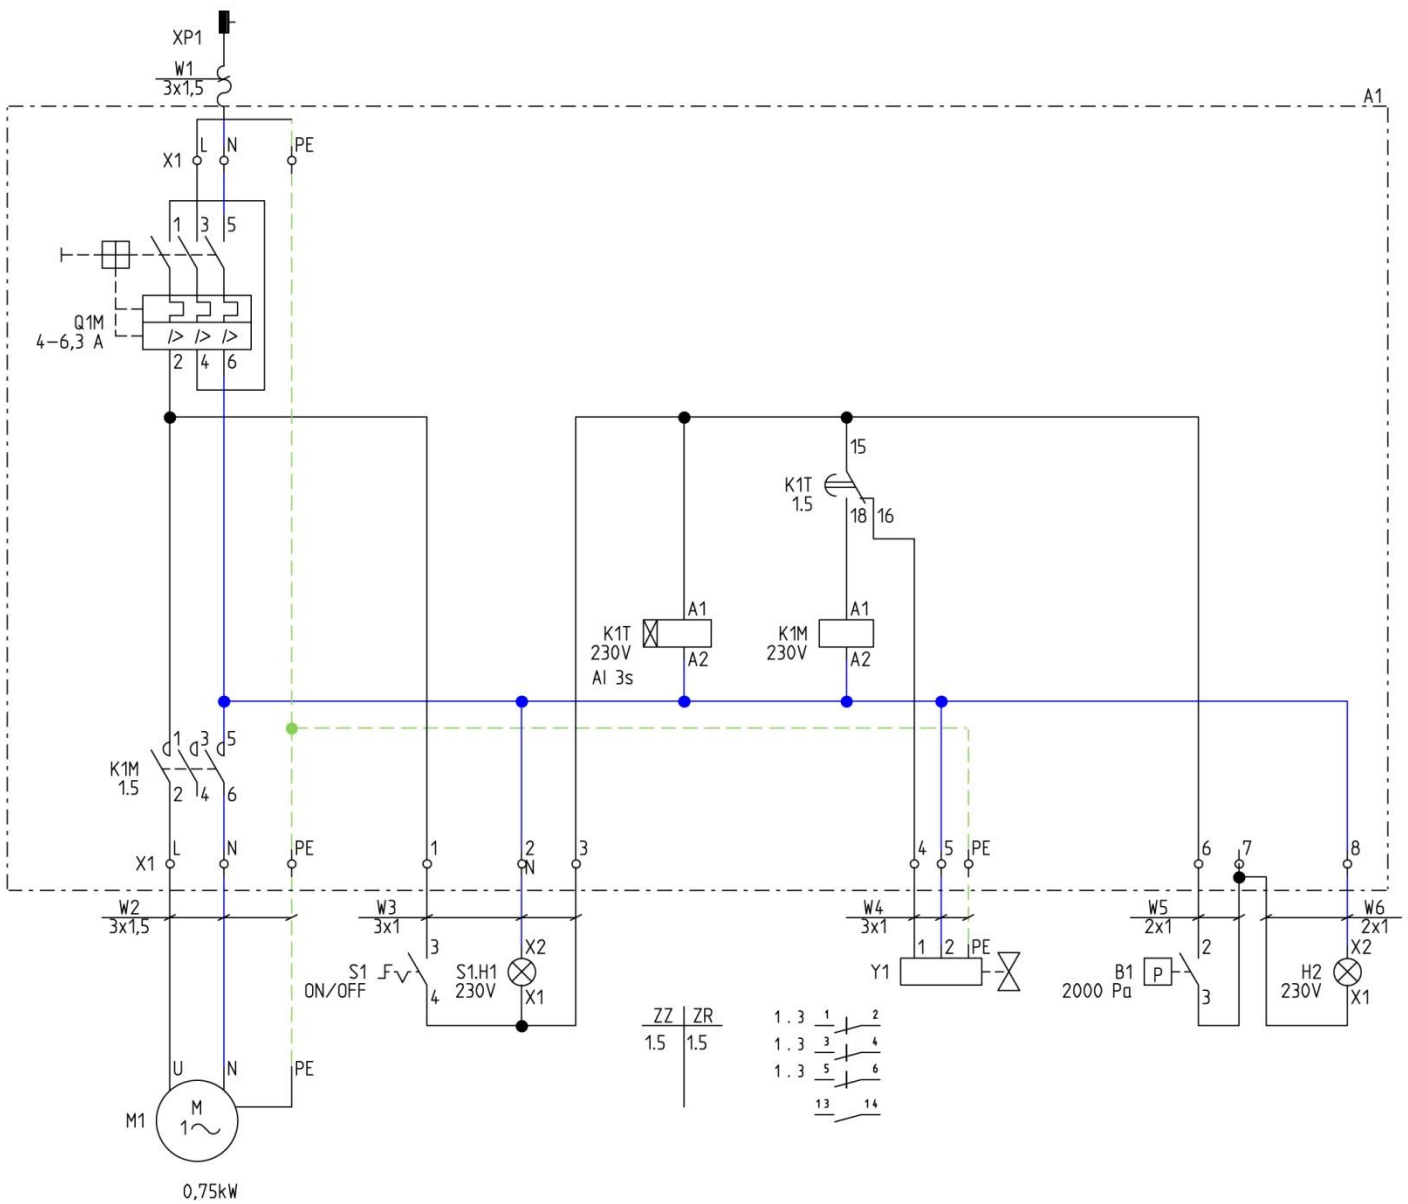 XP1
W1
3x1,5
A1
L N PE
X1
1 3 5
Q1M
4-6,3 A
I> I> I>
2 4 6
15
K1T
1.5
18 16
A1 A1
K1T K1M
230V 230V
A2 A2
AI 3s
1 3 5
K1M
1.5
2 4 6
L N PE 1 2 3 4 5 PE 6 7 8
X1 N
W2 W3 W4 W5 W6
3x1,5 3x1 3x1 2x1 2x1
3 X2 1 2 PE 2 X2
S1 S1.H1 Y1 B1 P H2
ON/OFF 230V 2000 Pa 230V
4 X1 3 X1
ZZ ZR
1.5 1.5
1.3 1 2
1.3 3 4
1.3 5 6
13 14
U N PE
M1
M
1~
0,75kW